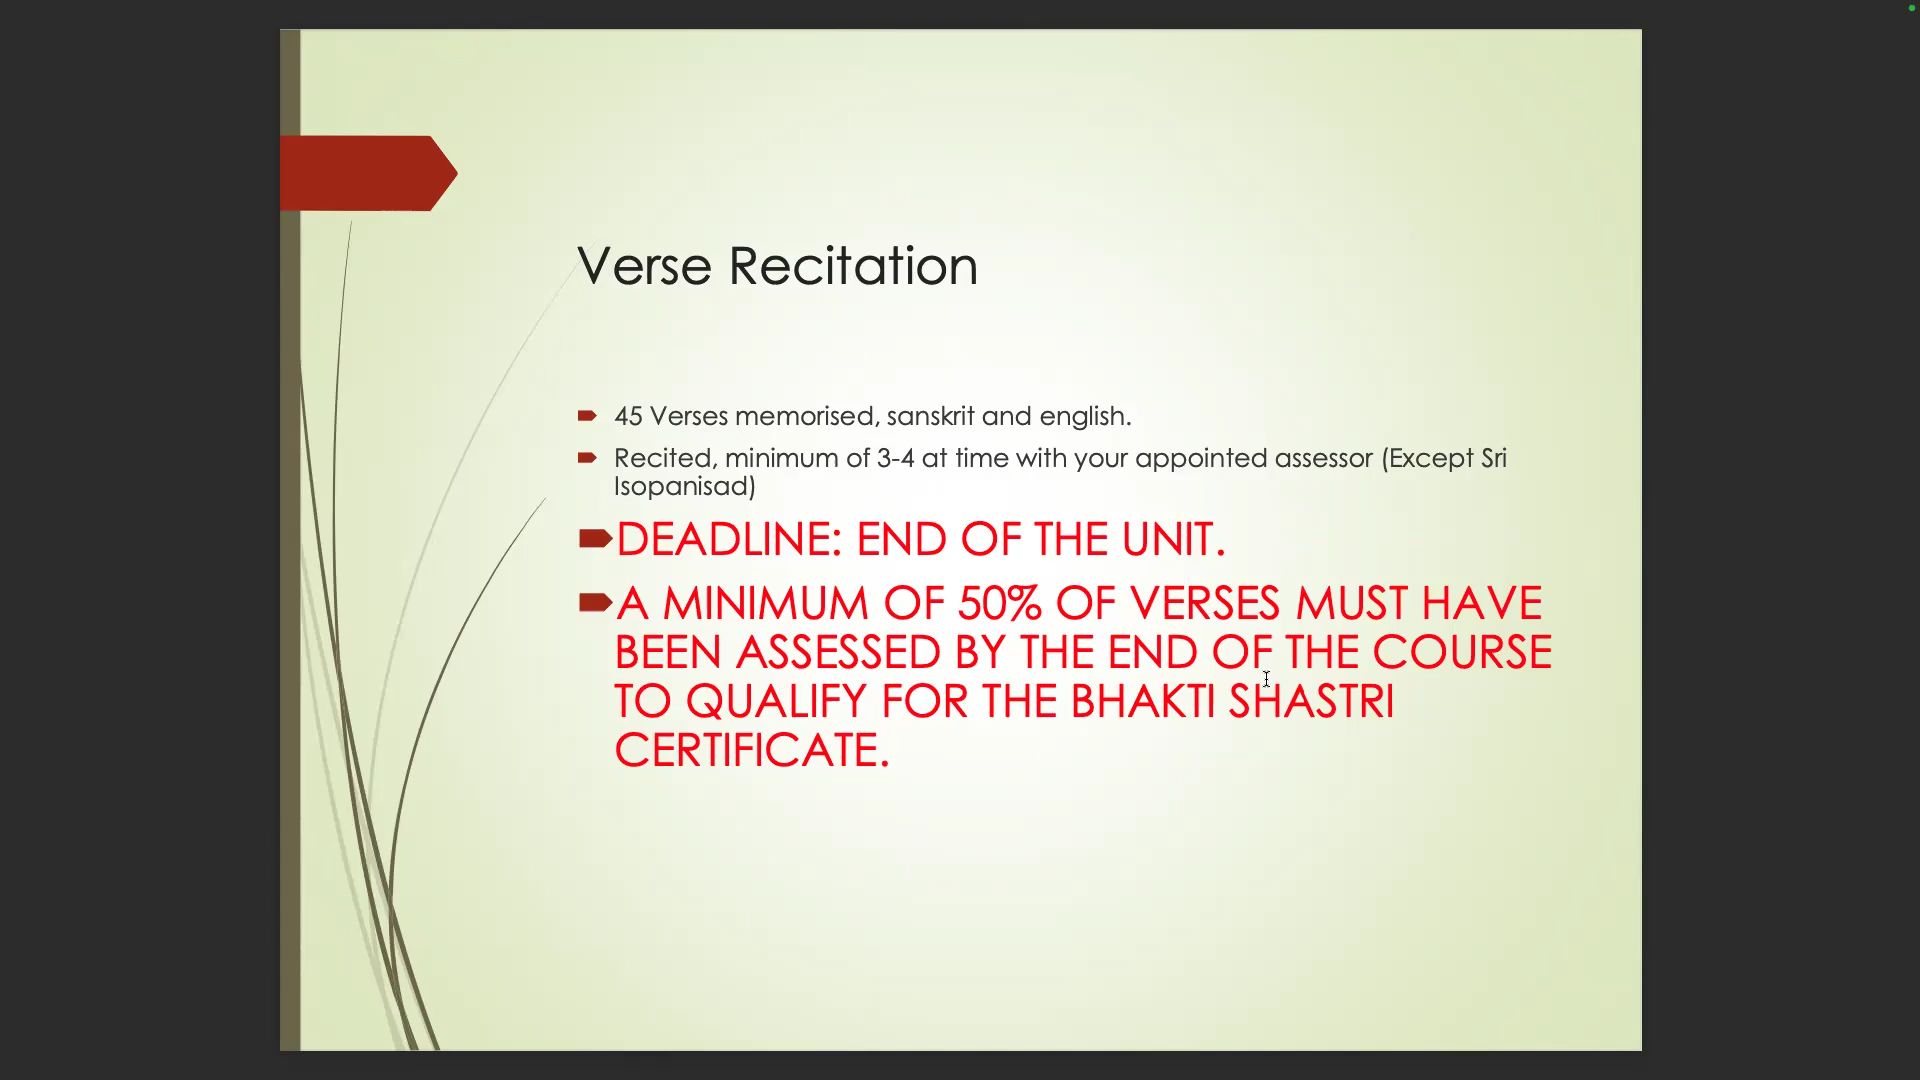 Verse Recitation
45 Verses memorised, sanskrit and english.
Recited, minimum of 3-4 at time with your appointed assessor (Except Sri
Isopanisad)
DEADLINE: END OF THE UNIT.
A MINIMUM OF 50% OF VERSES MUST HAVE
BEEN ASSESSED BY THE END OF THE COURSE
TO QUALIFY FOR THE BHAKTI SHASTRI
CERTIFICATE.